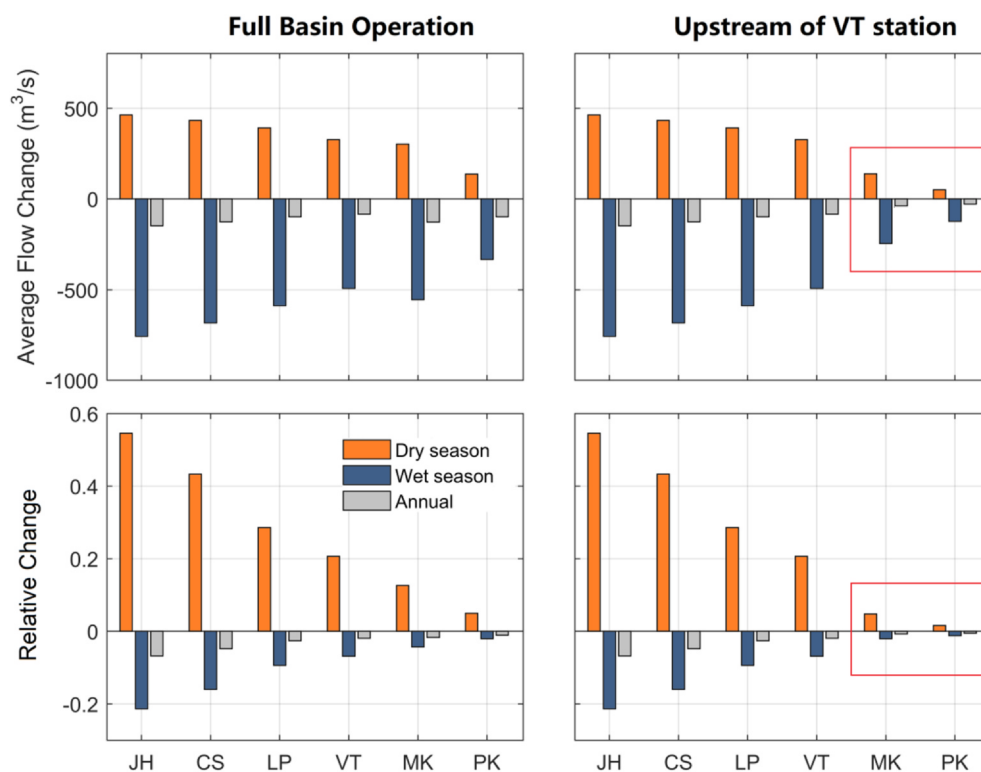 Full Basin Operation
Upstream of VT station
Average Flow Change (m³/s)
500
0
-500
-1000
Relative Change
0.6
0.4
0.2
0
-0.2
Dry season
Wet season
Annual
JH CS LP VT MK PK
JH CS LP VT MK PK